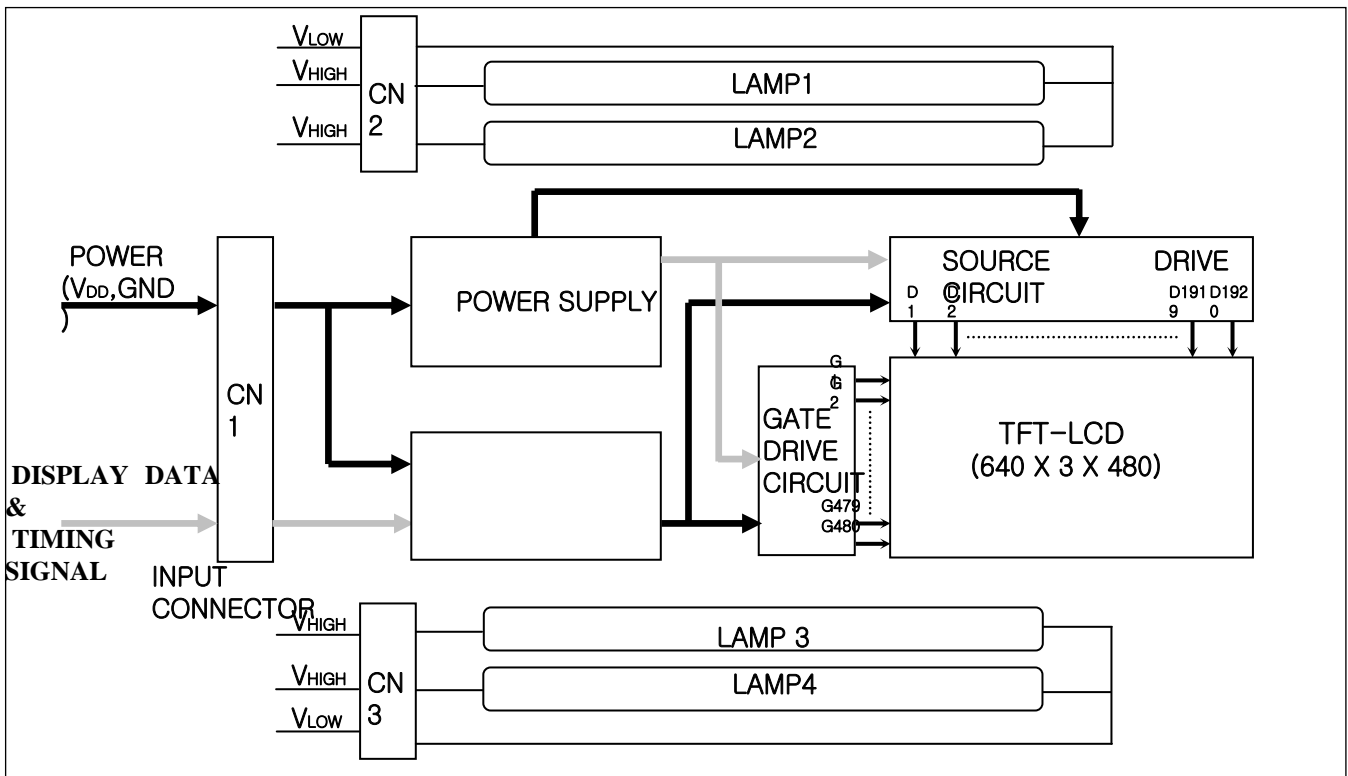 VLOW
VHIGH
CN
2
VHIGH
LAMP1
LAMP2
POWER
(VDD,GND
)
CN
1
POWER SUPPLY
SOURCE DRIVE
CIRCUIT
D
1
D
2
D191
9
D192
0
G
1
G
2
GATE
DRIVE
CIRCUIT
G479
G480
TFT-LCD
(640 X 3 X 480)
DISPLAY DATA
&
TIMING
SIGNAL
INPUT
CONNECTOR
VHIGH
VHIGH
VLOW
CN
3
LAMP 3
LAMP4